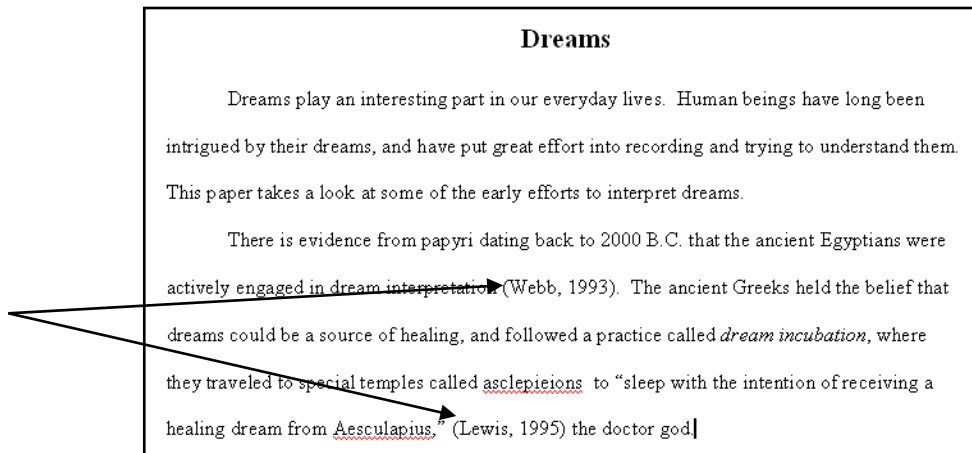 Dreams
Dreams play an interesting part in our everyday lives.  Human beings have long been
intrigued by their dreams, and have put great effort into recording and trying to understand them.
This paper takes a look at some of the early efforts to interpret dreams.
There is evidence from papyri dating back to 2000 B.C. that the ancient Egyptians were
actively engaged in dream interpretation (Webb, 1993).  The ancient Greeks held the belief that
dreams could be a source of healing, and followed a practice called dream incubation, where
they traveled to special temples called asclepieions  to “sleep with the intention of receiving a
healing dream from Aesculapius,” (Lewis, 1995) the doctor god.